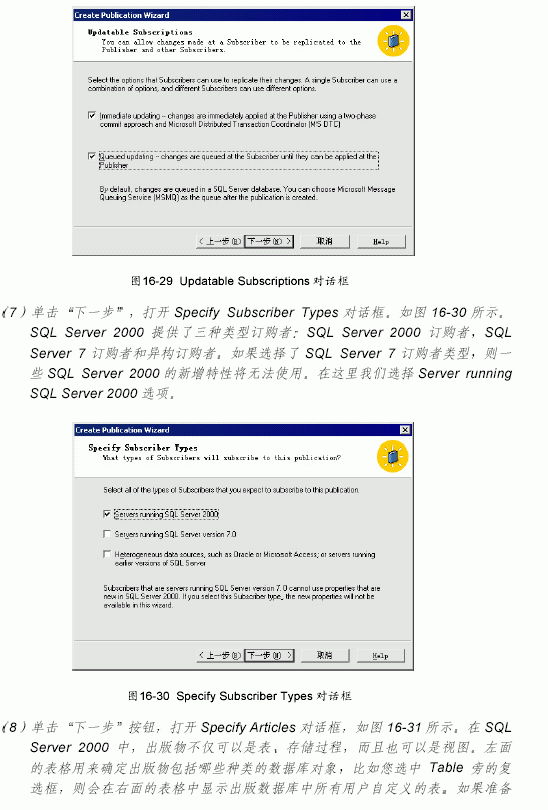 Create Publication Wizard
Updatable Subscriptions
You can allow changes made at a Subscriber to be replicated to the
Publisher and other Subscribers.
Select the options that Subscribers can use to replicate their changes. A single Subscriber can use a
combination of options, and different Subscribers can use different options.
Immediate updating -- changes are immediately applied at the Publisher using a two-phase
commit approach and Microsoft Distributed Transaction Coordinator (MS DTC)
Queued updating -- changes are queued at the Subscriber until they can be applied at the
Publisher
By default, changes are queued in a SQL Server database. You can choose Microsoft Message
Queuing Service (MSMQ) as the queue after the publication is created.
< 上一步(B) 下一步(N) > 取消 Help
图16-29 Updatable Subscriptions 对话框
(7) 单击“下一步”，打开 Specify Subscriber Types 对话框。如图 16-30 所示。
SQL Server 2000 提供了三种类型订购者：SQL Server 2000 订购者，SQL
Server 7 订购者和异构订购者。如果选择了 SQL Server 7 订购者类型，则一
些 SQL Server 2000 的新增特性将无法使用。在这里我们选择 Server running
SQL Server 2000 选项。
Create Publication Wizard
Specify Subscriber Types
What types of Subscribers will subscribe to this publication?
Select all of the types of Subscribers that you expect to subscribe to this publication.
Servers running SQL Server 2000
Servers running SQL Server version 7.0
Heterogeneous data sources, such as Oracle or Microsoft Access; or servers running
earlier versions of SQL Server
Subscribers that are servers running SQL Server version 7.0 cannot use properties that are
new in SQL Server 2000. If you select this Subscriber type, the new properties will not be
available in this wizard.
< 上一步(B) 下一步(N) > 取消 Help
图16-30 Specify Subscriber Types 对话框
(8) 单击“下一步”按钮，打开 Specify Articles 对话框，如图 16-31 所示。在 SQL
Server 2000 中，出版物不仅可以是表、存储过程，而且也可以是视图。左面
的表格用来确定出版物包括哪些种类的数据库对象，比如您选中 Table 旁的复
选框，则会在右面的表格中显示出版数据库中所有用户自定义的表。如果准备